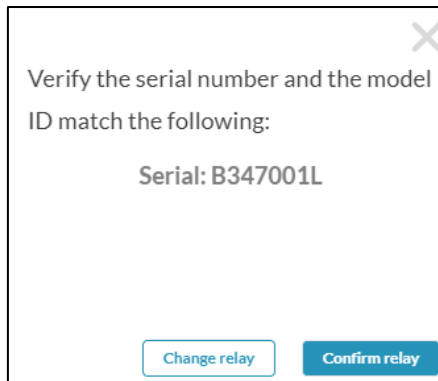 Verify the serial number and the model
ID match the following:
Serial: B347001L
Change relay
Confirm relay